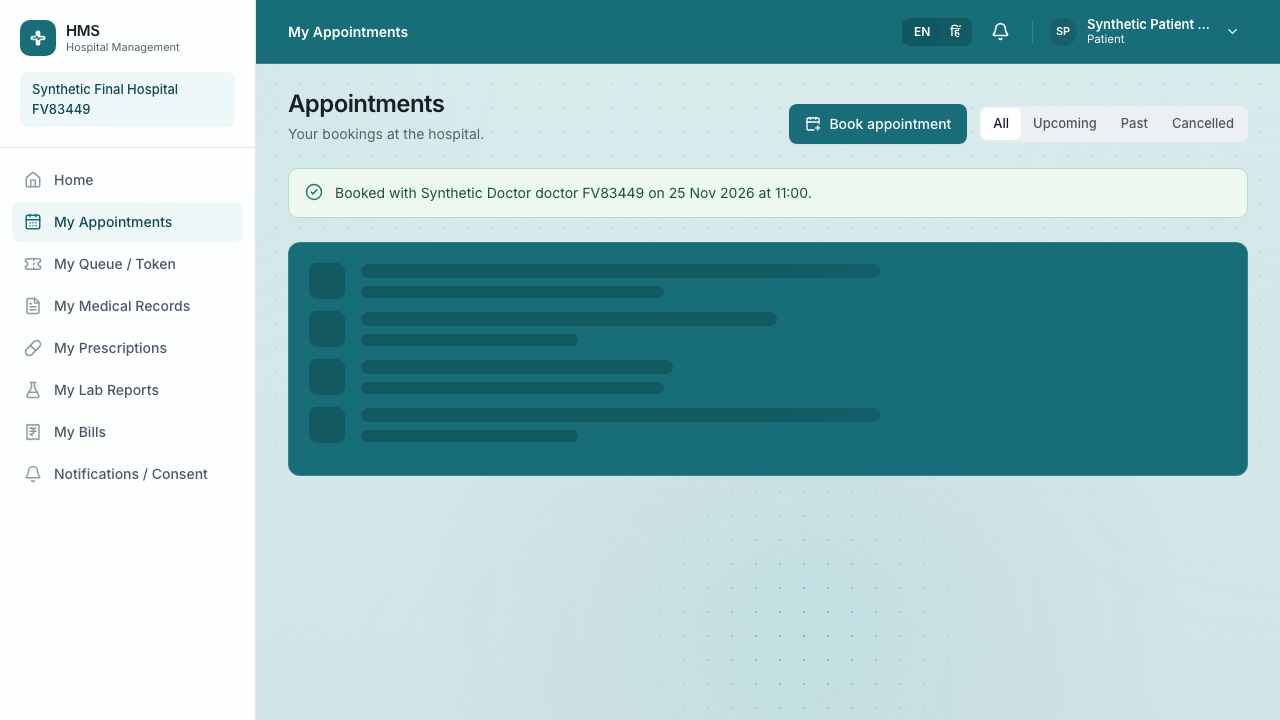 HMS
Hospital Management
Synthetic Final Hospital
FV83449
Home
My Appointments
My Queue / Token
My Medical Records
My Prescriptions
My Lab Reports
My Bills
Notifications / Consent
My Appointments
EN
हिं
SP
Synthetic Patient ...
Patient
Appointments
Your bookings at the hospital.
Book appointment
All
Upcoming
Past
Cancelled
Booked with Synthetic Doctor doctor FV83449 on 25 Nov 2026 at 11:00.